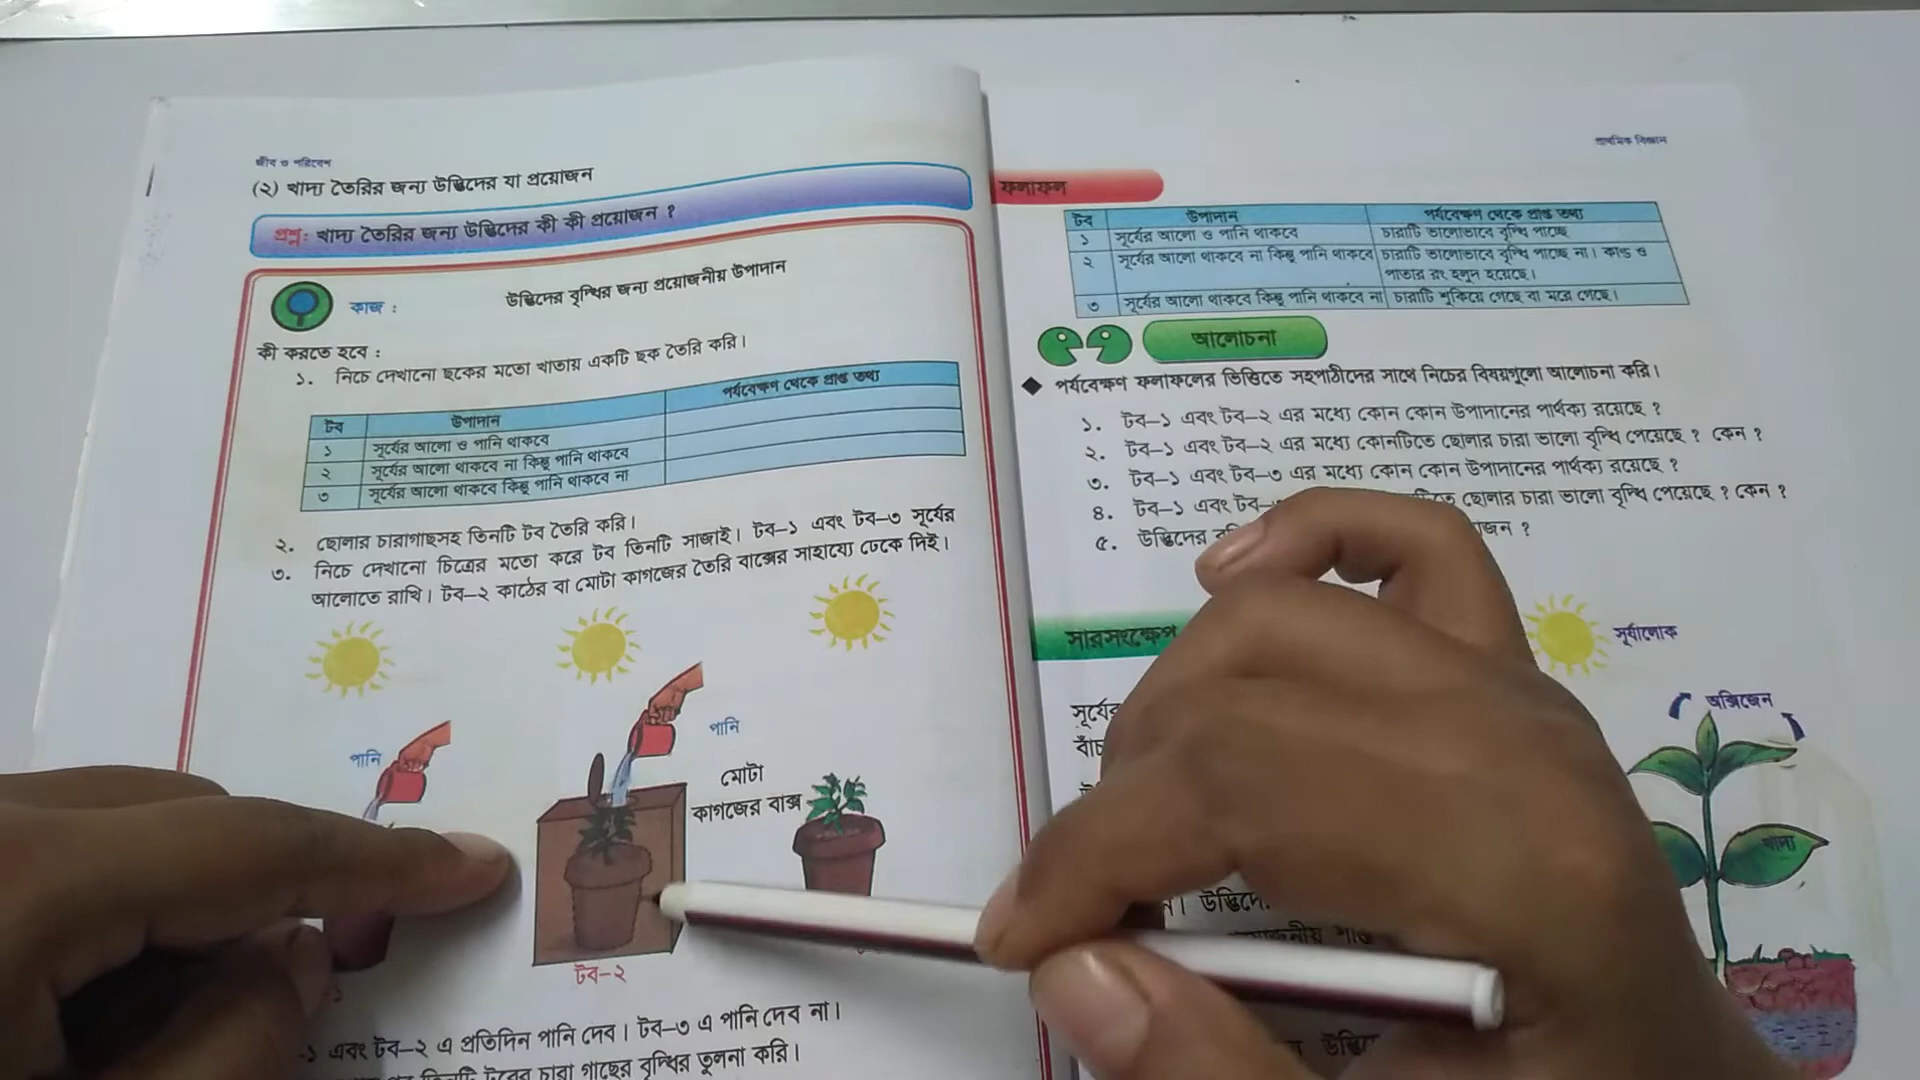 জীব ও পরিবেশ
(২) খাদ্য তৈরির জন্য উদ্ভিদের যা প্রয়োজন
প্রশ্ন: খাদ্য তৈরির জন্য উদ্ভিদের কী কী প্রয়োজন ?
কাজ :
উদ্ভিদের বৃদ্ধির জন্য প্রয়োজনীয় উপাদান
কী করতে হবে :
১. নিচে দেখানো ছকের মতো খাতায় একটি ছক তৈরি করি।
টব উপাদান পর্যবেক্ষণ থেকে প্রাপ্ত তথ্য
১ সূর্যের আলো ও পানি থাকবে
২ সূর্যের আলো থাকবে না কিন্তু পানি থাকবে
৩ সূর্যের আলো থাকবে কিন্তু পানি থাকবে না
২. ছোলার চারাগাছসহ তিনটি টব তৈরি করি।
৩. নিচে দেখানো চিত্রের মতো করে টব তিনটি সাজাই। টব-১ এবং টব-৩ সূর্যের
আলোতে রাখি। টব-২ কাঠের বা মোটা কাগজের তৈরি বাক্সের সাহায্যে ঢেকে দিই।
পানি
পানি
মোটা
কাগজের বাক্স
টব-২
-১ এবং টব-২ এ প্রতিদিন পানি দেব। টব-৩ এ পানি দেব না।
তিনটি টবের চারা গাছের বৃদ্ধির তুলনা করি।
প্রাথমিক বিজ্ঞান
ফলাফল
টব উপাদান পর্যবেক্ষণ থেকে প্রাপ্ত তথ্য
১ সূর্যের আলো ও পানি থাকবে চারাটি ভালোভাবে বৃদ্ধি পাচ্ছে
২ সূর্যের আলো থাকবে না কিন্তু পানি থাকবে চারাটি ভালোভাবে বৃদ্ধি পাচ্ছে না। কাণ্ড ও
পাতার রং হলুদ হয়েছে।
৩ সূর্যের আলো থাকবে কিন্তু পানি থাকবে না চারাটি শুকিয়ে গেছে বা মরে গেছে।
আলোচনা
◆ পর্যবেক্ষণ ফলাফলের ভিত্তিতে সহপাঠীদের সাথে নিচের বিষয়গুলো আলোচনা করি।
১. টব-১ এবং টব-২ এর মধ্যে কোন কোন উপাদানের পার্থক্য রয়েছে ?
২. টব-১ এবং টব-২ এর মধ্যে কোনটিতে ছোলার চারা ভালো বৃদ্ধি পেয়েছে ? কেন ?
৩. টব-১ এবং টব-৩ এর মধ্যে কোন কোন উপাদানের পার্থক্য রয়েছে ?
৪. টব-১ এবং টব- ছোলার চারা ভালো বৃদ্ধি পেয়েছে ? কেন ?
৫. উদ্ভিদের
সারসংক্ষেপ
সূর্যালোক
অক্সিজেন
সূর্যের
খাদ্য